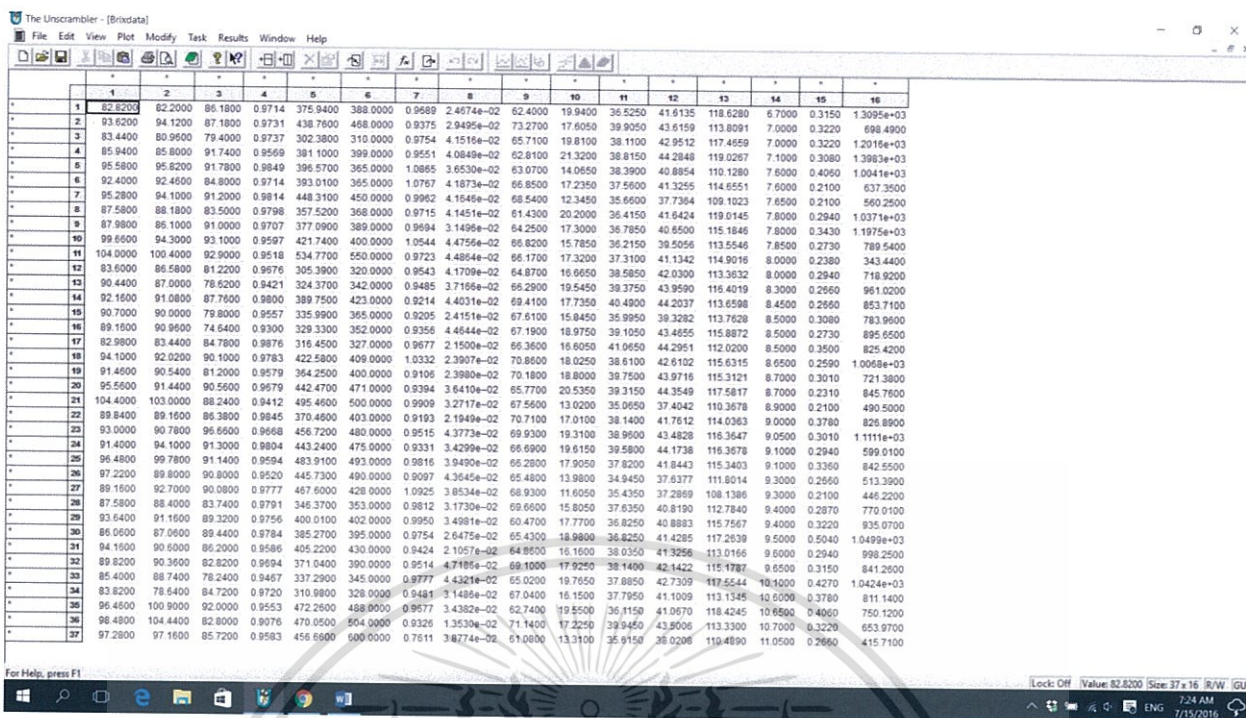 The Unscrambler - [Brixdata]
File Edit View Plot Modify Task Results Window Help
1 2 3 4 5 6 7 8 9 10 11 12 13 14 15 16
1 82.8200 82.2000 86.1800 0.9714 375.9400 388.0000 0.9689 2.4674e-02 62.4000 19.9400 36.5250 41.6135 118.6280 6.7000 0.3150 1.3095e+03
2 93.6200 94.1200 87.1800 0.9731 438.7600 468.0000 0.9375 2.9495e-02 73.2700 17.6050 39.9050 43.6159 113.8091 7.0000 0.3220 698.4900
3 83.4400 80.9600 79.4000 0.9737 302.3800 310.0000 0.9754 4.1516e-02 65.7100 19.8100 38.1100 42.9512 117.4659 7.0000 0.3220 1.2016e+03
4 85.9400 85.8000 91.7400 0.9569 381.1000 399.0000 0.9551 4.0849e-02 62.8100 21.3200 38.8150 44.2848 119.0267 7.1000 0.3080 1.3983e+03
5 95.5800 95.8200 91.7800 0.9849 396.5700 365.0000 1.0865 3.6530e-02 63.0700 14.0650 38.3900 40.8854 110.1280 7.6000 0.4060 1.0041e+03
6 92.4000 92.4600 84.8000 0.9714 393.0100 365.0000 1.0767 4.1873e-02 66.8500 17.2350 37.5600 41.3255 114.6551 7.6000 0.2100 637.3500
7 95.2800 94.1000 91.2000 0.9814 448.3100 450.0000 0.9962 4.1646e-02 68.5400 12.3450 35.6600 37.7364 109.1023 7.6500 0.2100 560.2500
8 87.5800 88.1800 83.5000 0.9798 357.5200 368.0000 0.9715 4.1451e-02 61.4300 20.2000 36.4150 41.6424 119.0145 7.8000 0.2940 1.0371e+03
9 87.9800 86.1000 91.0000 0.9707 377.0900 389.0000 0.9694 3.1496e-02 64.2500 17.3000 36.7850 40.6500 115.1846 7.8000 0.3430 1.1975e+03
10 99.6600 94.3000 93.1000 0.9597 421.7400 400.0000 1.0544 4.4756e-02 66.8200 15.7850 36.2150 39.5056 113.5546 7.8500 0.2730 789.5400
11 104.0000 100.4000 92.9000 0.9518 534.7700 550.0000 0.9723 4.4864e-02 66.1700 17.3200 37.3100 41.1342 114.9016 8.0000 0.2380 343.4400
12 83.6000 86.5800 81.2200 0.9676 305.3900 320.0000 0.9543 4.1709e-02 64.8700 16.6650 38.5850 42.0300 113.3632 8.0000 0.2940 718.9200
13 90.4400 87.0000 78.6200 0.9421 324.3700 342.0000 0.9485 3.7166e-02 66.2900 19.5450 39.3750 43.9590 116.4019 8.3000 0.2660 961.0200
14 92.1600 91.0800 87.7600 0.9800 389.7500 423.0000 0.9214 4.4031e-02 69.4100 17.7350 40.4900 44.2037 113.6598 8.4500 0.2660 853.7100
15 90.7000 90.0000 79.8000 0.9557 335.9900 365.0000 0.9205 2.4151e-02 67.6100 15.8450 35.9950 39.3282 113.7628 8.5000 0.3080 783.9600
16 89.1600 90.9600 74.6400 0.9300 329.3300 352.0000 0.9356 4.4644e-02 67.1900 18.9750 39.1050 43.4655 115.8872 8.5000 0.2730 895.6500
17 82.9800 83.4400 84.7800 0.9876 316.4500 327.0000 0.9677 2.1500e-02 66.3600 16.6050 41.0650 44.2951 112.0200 8.5000 0.3500 825.4200
18 94.1000 92.0200 90.1000 0.9783 422.5800 409.0000 1.0332 2.3907e-02 70.8600 18.0250 38.6100 42.6102 115.6315 8.6500 0.2590 1.0068e+03
19 91.4600 90.5400 81.2000 0.9579 364.2500 400.0000 0.9106 2.3980e-02 70.1800 18.8000 39.7500 43.9716 115.3121 8.7000 0.3010 721.3800
20 95.5600 91.4400 90.5600 0.9679 442.4700 471.0000 0.9394 3.6410e-02 65.7700 20.5350 39.3150 44.3549 117.5817 8.7000 0.2310 845.7600
21 104.4000 103.0000 88.2400 0.9412 495.4600 500.0000 0.9909 3.2717e-02 67.5600 13.0200 35.0650 37.4042 110.3678 8.9000 0.2100 490.5000
22 89.8400 89.1600 86.3800 0.9845 370.4600 403.0000 0.9193 2.1949e-02 70.7100 17.0100 38.1400 41.7612 114.0363 9.0000 0.3780 826.8900
23 93.0000 90.7800 96.6600 0.9668 456.7200 480.0000 0.9515 4.3773e-02 69.9300 19.3100 38.9600 43.4828 116.3647 9.0500 0.3010 1.1111e+03
24 91.4000 94.1000 91.3000 0.9804 443.2400 475.0000 0.9331 3.4299e-02 66.6900 19.6150 39.5800 44.1738 116.3678 9.1000 0.2940 599.0100
25 96.4800 99.7800 91.1400 0.9594 483.9100 493.0000 0.9816 3.9490e-02 66.2800 17.9050 37.8200 41.8443 115.3403 9.1000 0.3360 842.5500
26 97.2200 89.8000 90.8000 0.9520 445.7300 490.0000 0.9097 4.3645e-02 65.4800 13.9800 34.9450 37.6377 111.8014 9.3000 0.2660 513.3900
27 89.1600 92.7000 90.0800 0.9777 467.6000 428.0000 1.0925 3.8534e-02 68.9300 11.6050 35.4350 37.2869 108.1386 9.3000 0.2100 446.2200
28 87.5800 88.4000 83.7400 0.9791 346.3700 353.0000 0.9812 3.1730e-02 69.6600 15.8050 37.6350 40.8190 112.7840 9.4000 0.2870 770.0100
29 93.6400 91.1600 89.3200 0.9756 400.0100 402.0000 0.9950 3.4981e-02 60.4700 17.7700 36.8250 40.8883 115.7567 9.4000 0.3220 935.0700
30 86.0600 87.0600 89.4400 0.9784 385.2700 395.0000 0.9754 2.6475e-02 65.4300 18.9800 36.8250 41.4285 117.2639 9.5000 0.5040 1.0499e+03
31 94.1600 90.6000 86.2000 0.9586 405.2200 430.0000 0.9424 2.1057e-02 64.8600 16.1600 38.0350 41.3256 113.0166 9.6000 0.2940 998.2500
32 89.8200 90.3600 82.8200 0.9694 371.0400 390.0000 0.9514 4.7186e-02 69.1000 17.9250 38.1400 42.1422 115.1787 9.6500 0.3150 841.2600
33 85.4000 88.7400 78.2400 0.9467 337.2900 345.0000 0.9777 4.4321e-02 65.0200 19.7650 37.8850 42.7309 117.5544 10.1000 0.4270 1.0424e+03
34 83.8200 78.6400 84.7200 0.9720 310.9800 328.0000 0.9481 3.1486e-02 67.0400 16.1500 37.7950 41.1009 113.1345 10.6000 0.3780 811.1400
35 96.4600 100.9000 92.0000 0.9553 472.2600 488.0000 0.9677 3.4382e-02 62.7400 19.5500 36.1150 41.0670 118.4245 10.6500 0.4060 750.1200
36 98.4800 104.4400 82.8000 0.9076 470.0500 504.0000 0.9326 1.3530e-02 71.1400 17.2250 39.9450 43.5006 113.3300 10.7000 0.3220 653.9700
37 97.2800 97.1600 85.7200 0.9583 456.6600 600.0000 0.7611 3.8774e-02 61.0800 13.3100 35.6150 38.0208 110.4890 11.0500 0.2660 415.7100
For Help, press F1
Lock: Off Value: 82.8200 Size: 37 x 16 R/W GU
ENG 7:24 AM
7/15/2016